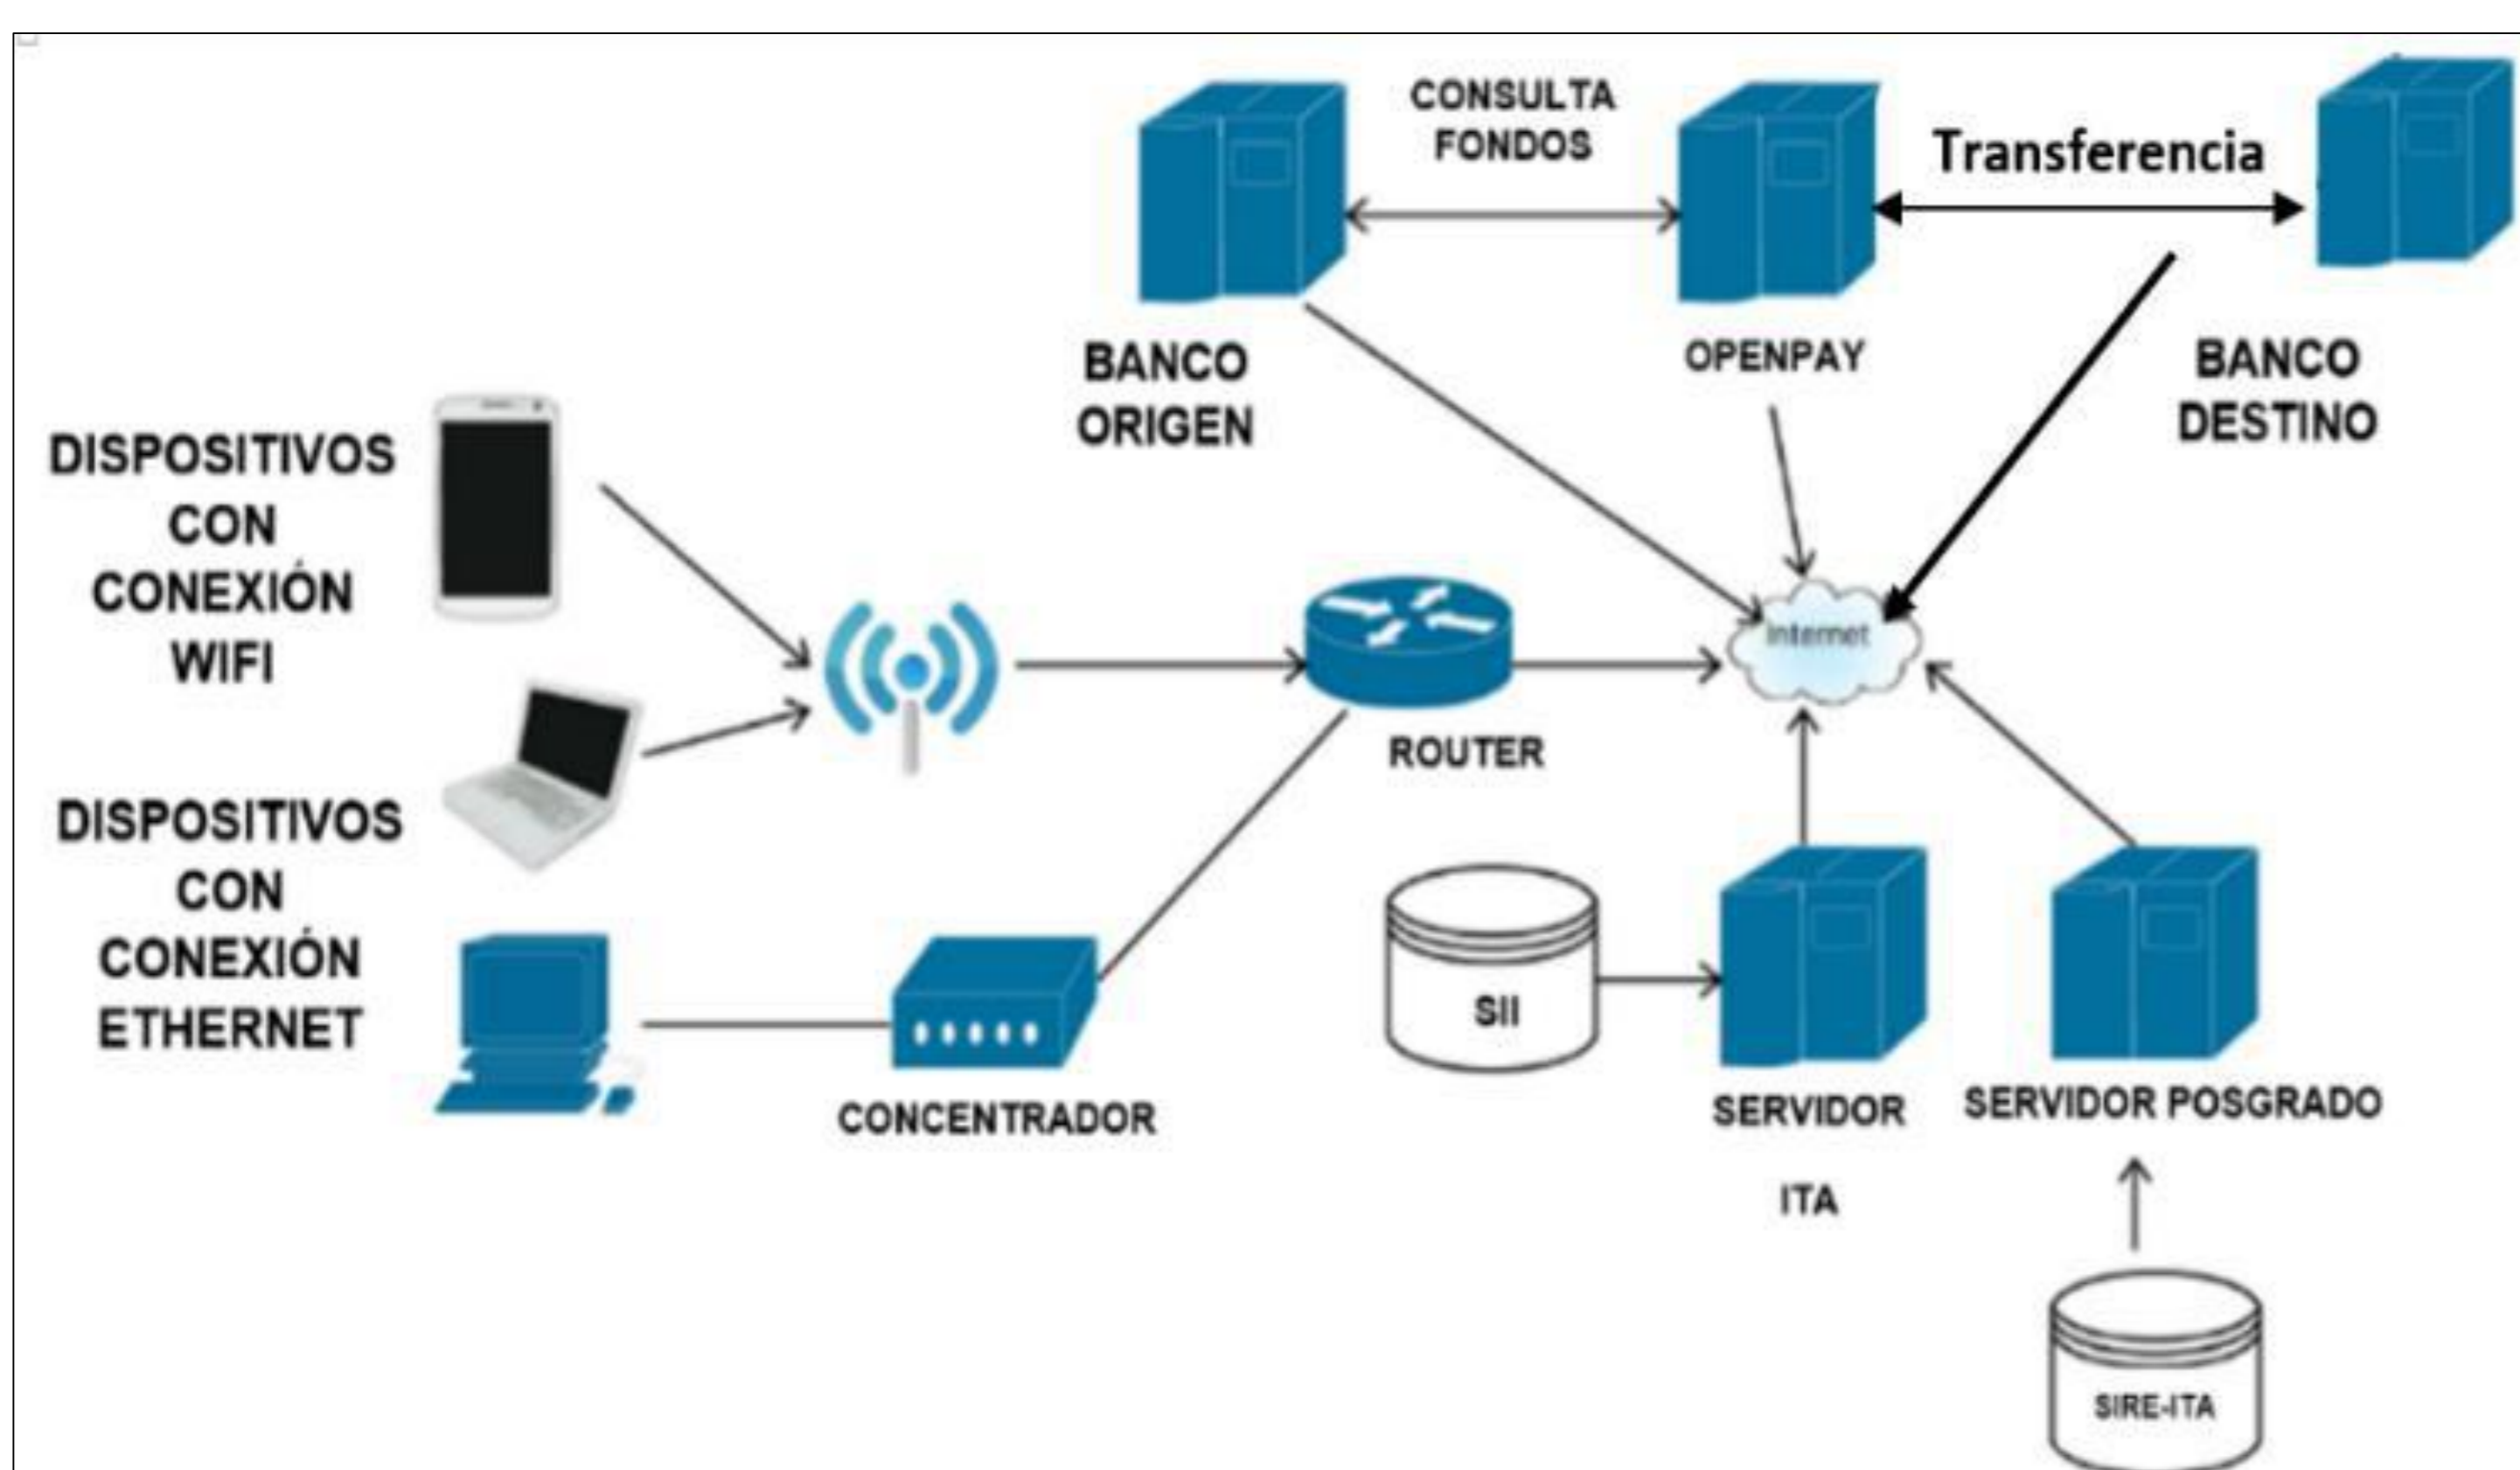 CONSULTA
FONDOS
Transferencia
BANCO
ORIGEN
OPENPAY
BANCO
DESTINO
DISPOSITIVOS
CON
CONEXIÓN
WIFI
Internet
ROUTER
DISPOSITIVOS
CON
CONEXIÓN
ETHERNET
CONCENTRADOR
SII
SERVIDOR
ITA
SERVIDOR POSGRADO
SIRE-ITA